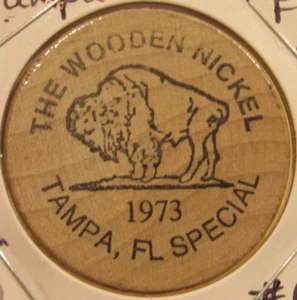 THE WOODEN NICKEL
1973
TAMPA, FL SPECIAL